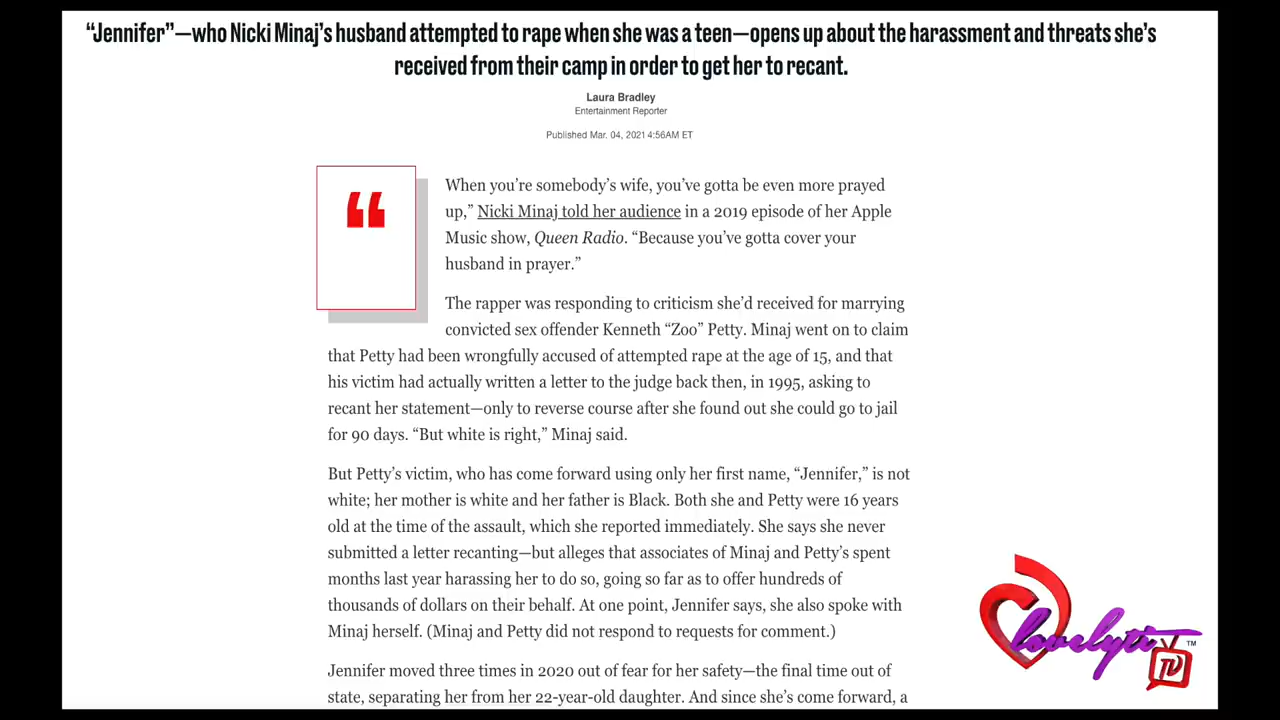 “Jennifer”—who Nicki Minaj’s husband attempted to rape when she was a teen—opens up about the harassment and threats she’s
received from their camp in order to get her to recant.
Laura Bradley
Entertainment Reporter
Published Mar. 04, 2021 4:56AM ET
“
When you’re somebody’s wife, you’ve gotta be even more prayed
up,” Nicki Minaj told her audience in a 2019 episode of her Apple
Music show, Queen Radio. “Because you’ve gotta cover your
husband in prayer.”
The rapper was responding to criticism she’d received for marrying
convicted sex offender Kenneth “Zoo” Petty. Minaj went on to claim
that Petty had been wrongfully accused of attempted rape at the age of 15, and that
his victim had actually written a letter to the judge back then, in 1995, asking to
recant her statement—only to reverse course after she found out she could go to jail
for 90 days. “But white is right,” Minaj said.
But Petty’s victim, who has come forward using only her first name, “Jennifer,” is not
white; her mother is white and her father is Black. Both she and Petty were 16 years
old at the time of the assault, which she reported immediately. She says she never
submitted a letter recanting—but alleges that associates of Minaj and Petty’s spent
months last year harassing her to do so, going so far as to offer hundreds of
thousands of dollars on their behalf. At one point, Jennifer says, she also spoke with
Minaj herself. (Minaj and Petty did not respond to requests for comment.)
Jennifer moved three times in 2020 out of fear for her safety—the final time out of
state, separating her from her 22-year-old daughter. And since she’s come forward, a
lovelyti ™
TV